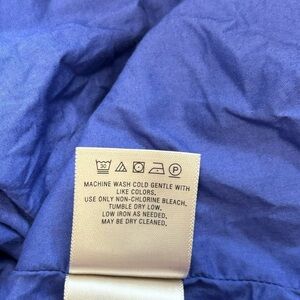 30 P
MACHINE WASH COLD GENTLE WITH
LIKE COLORS.
USE ONLY NON-CHLORINE BLEACH.
TUMBLE DRY LOW.
LOW IRON AS NEEDED.
MAY BE DRY CLEANED.